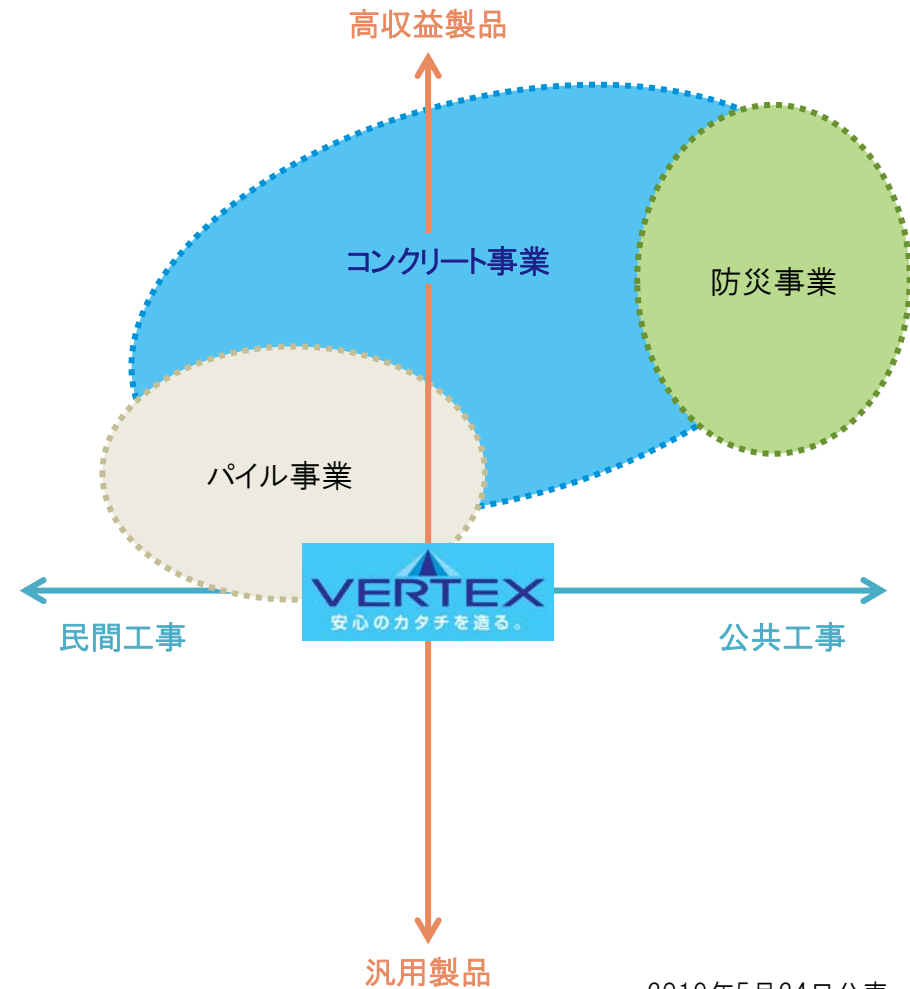 高収益製品
コンクリート事業
防災事業
パイル事業
VERTEX
安心のカタチを造る。
民間工事
公共工事
汎用製品